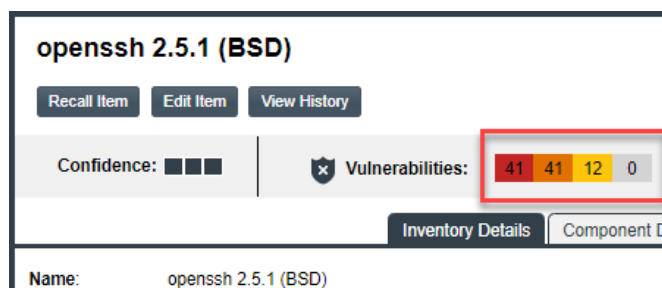 openssh 2.5.1 (BSD)
Recall Item Edit Item View History
Confidence: Vulnerabilities: 41 41 12 0
Inventory Details Component
Name: openssh 2.5.1 (BSD)